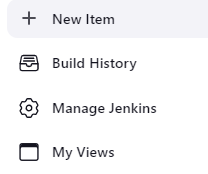 New Item
Build History
Manage Jenkins
My Views